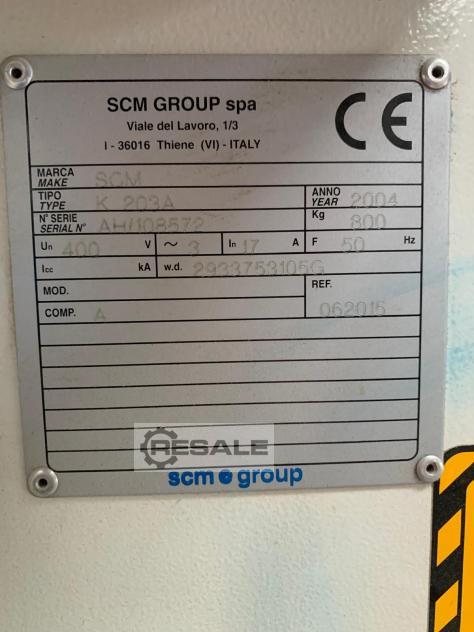 SCM GROUP spa
Viale del Lavoro, 1/3
I - 36016 Thiene (VI) - ITALY
CE
MARCA
MAKE SCM
TIPO
TYPE K 203A
ANNO
YEAR 2004
N° SERIE
SERIAL N° AH/108572
Kg 800
Un 400 V ~ 3 In 17 A F 50 Hz
Icc kA w.d. 2933753105G
MOD.
REF.
COMP. A
062015
RESALE
scm group